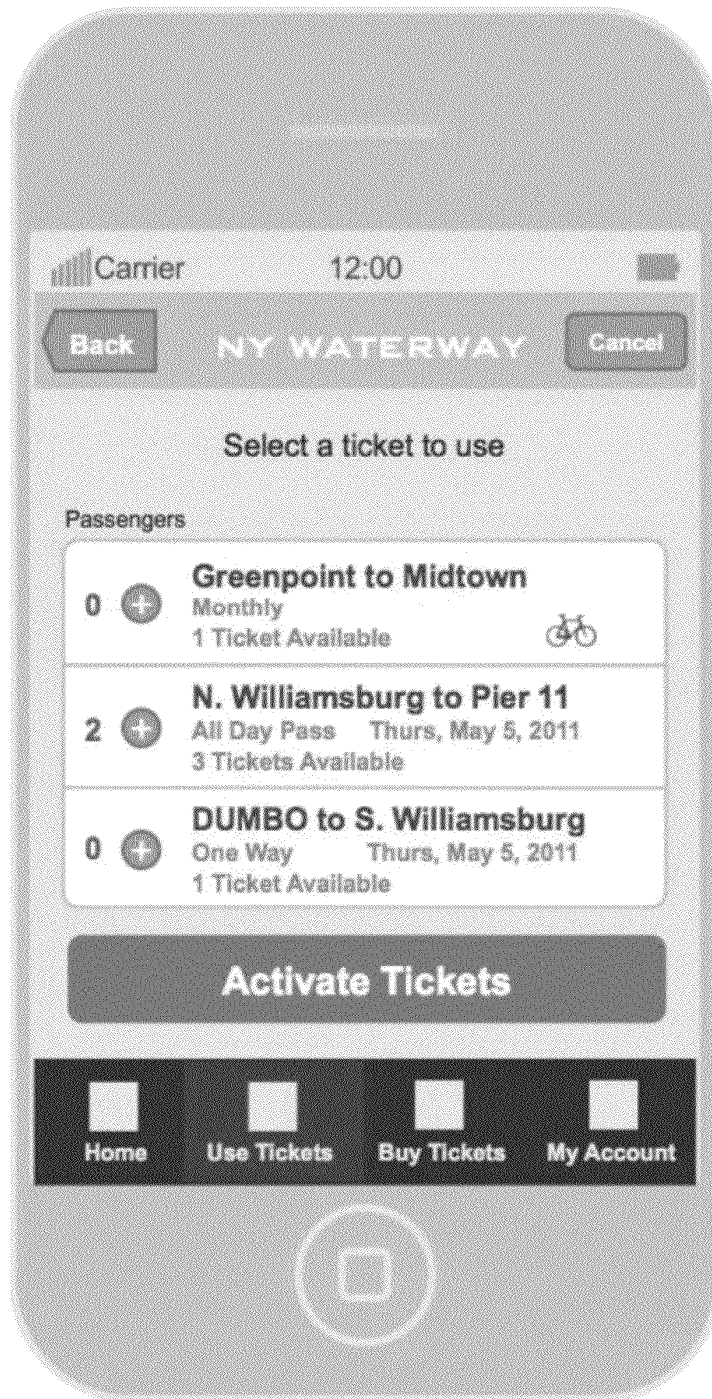 Carrier 12:00
Back NY WATERWAY Cancel
Select a ticket to use
Passengers
Greenpoint to Midtown
0 + Monthly
1 Ticket Available
N. Williamsburg to Pier 11
2 + All Day Pass Thurs, May 5, 2011
3 Tickets Available
DUMBO to S. Williamsburg
0 + One Way Thurs, May 5, 2011
1 Ticket Available
Activate Tickets
Home Use Tickets Buy Tickets My Account